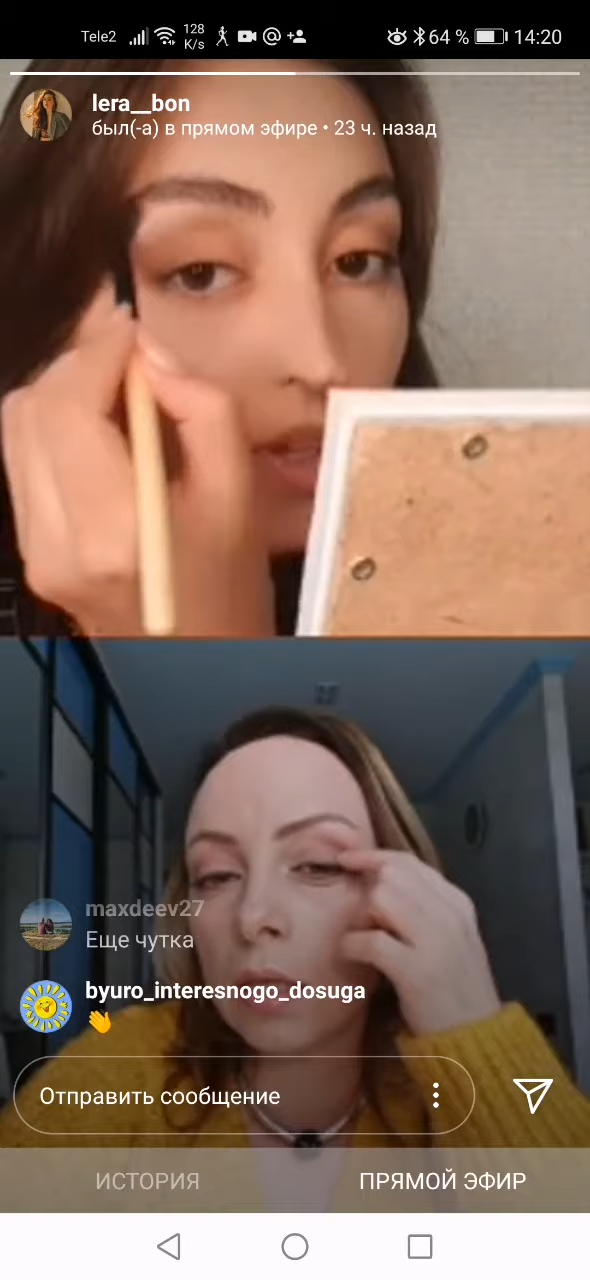 Tele2 128 K/s 64 % 14:20
lera__bon
был(-а) в прямом эфире • 23 ч. назад
maxdeev27
Еще чутка
byuro_interesnogo_dosuga
👋
Отправить сообщение
ИСТОРИЯ ПРЯМОЙ ЭФИР